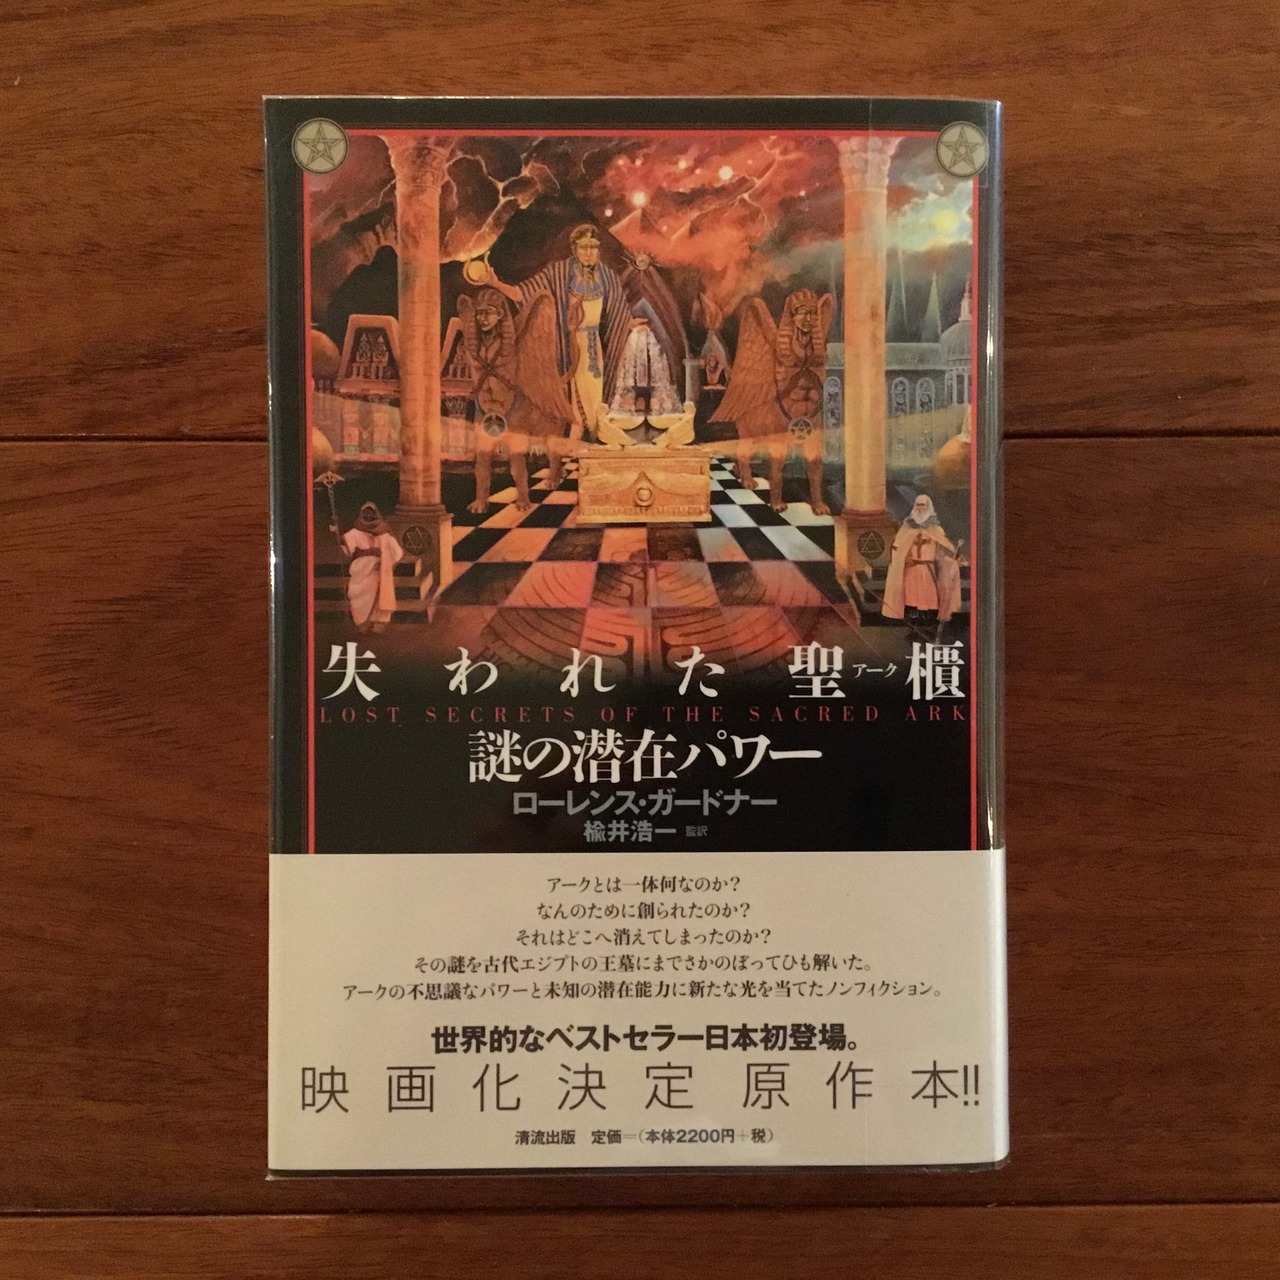 失われた聖櫃
アーク
LOST SECRETS OF THE SACRED ARK
謎の潜在パワー
ローレンス・ガードナー
楡井浩一 監訳
アークとは一体何なのか?
なんのために創られたのか?
それはどこへ消えてしまったのか?
その謎を古代エジプトの王墓にまでさかのぼってひも解いた。
アークの不思議なパワーと未知の潜在能力に新たな光を当てたノンフィクション。
世界的なベストセラー日本初登場。
映画化決定原作本!!
清流出版 定価=(本体2200円+税)